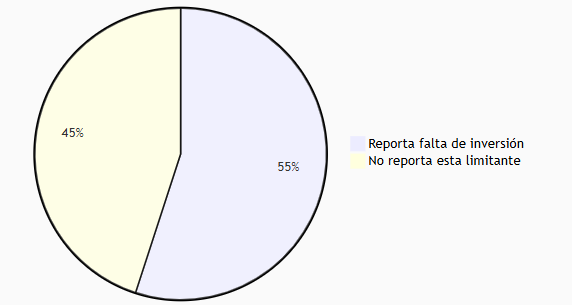 45%
55%
Reporta falta de inversión
No reporta esta limitante